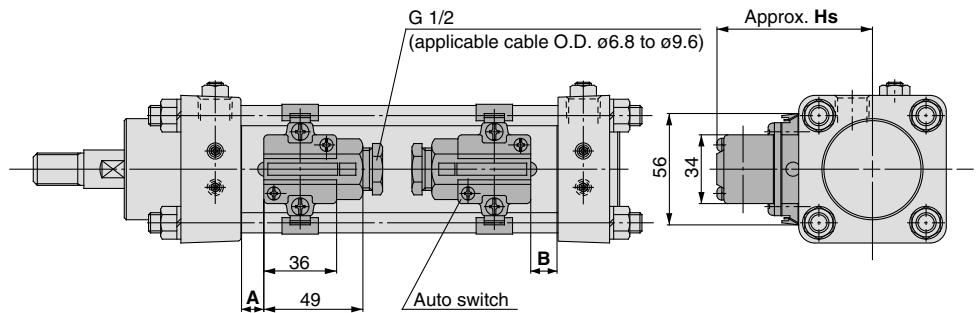 G 1/2
(applicable cable O.D. ø6.8 to ø9.6)
Approx. Hs
56
34
36
A
49
B
Auto switch